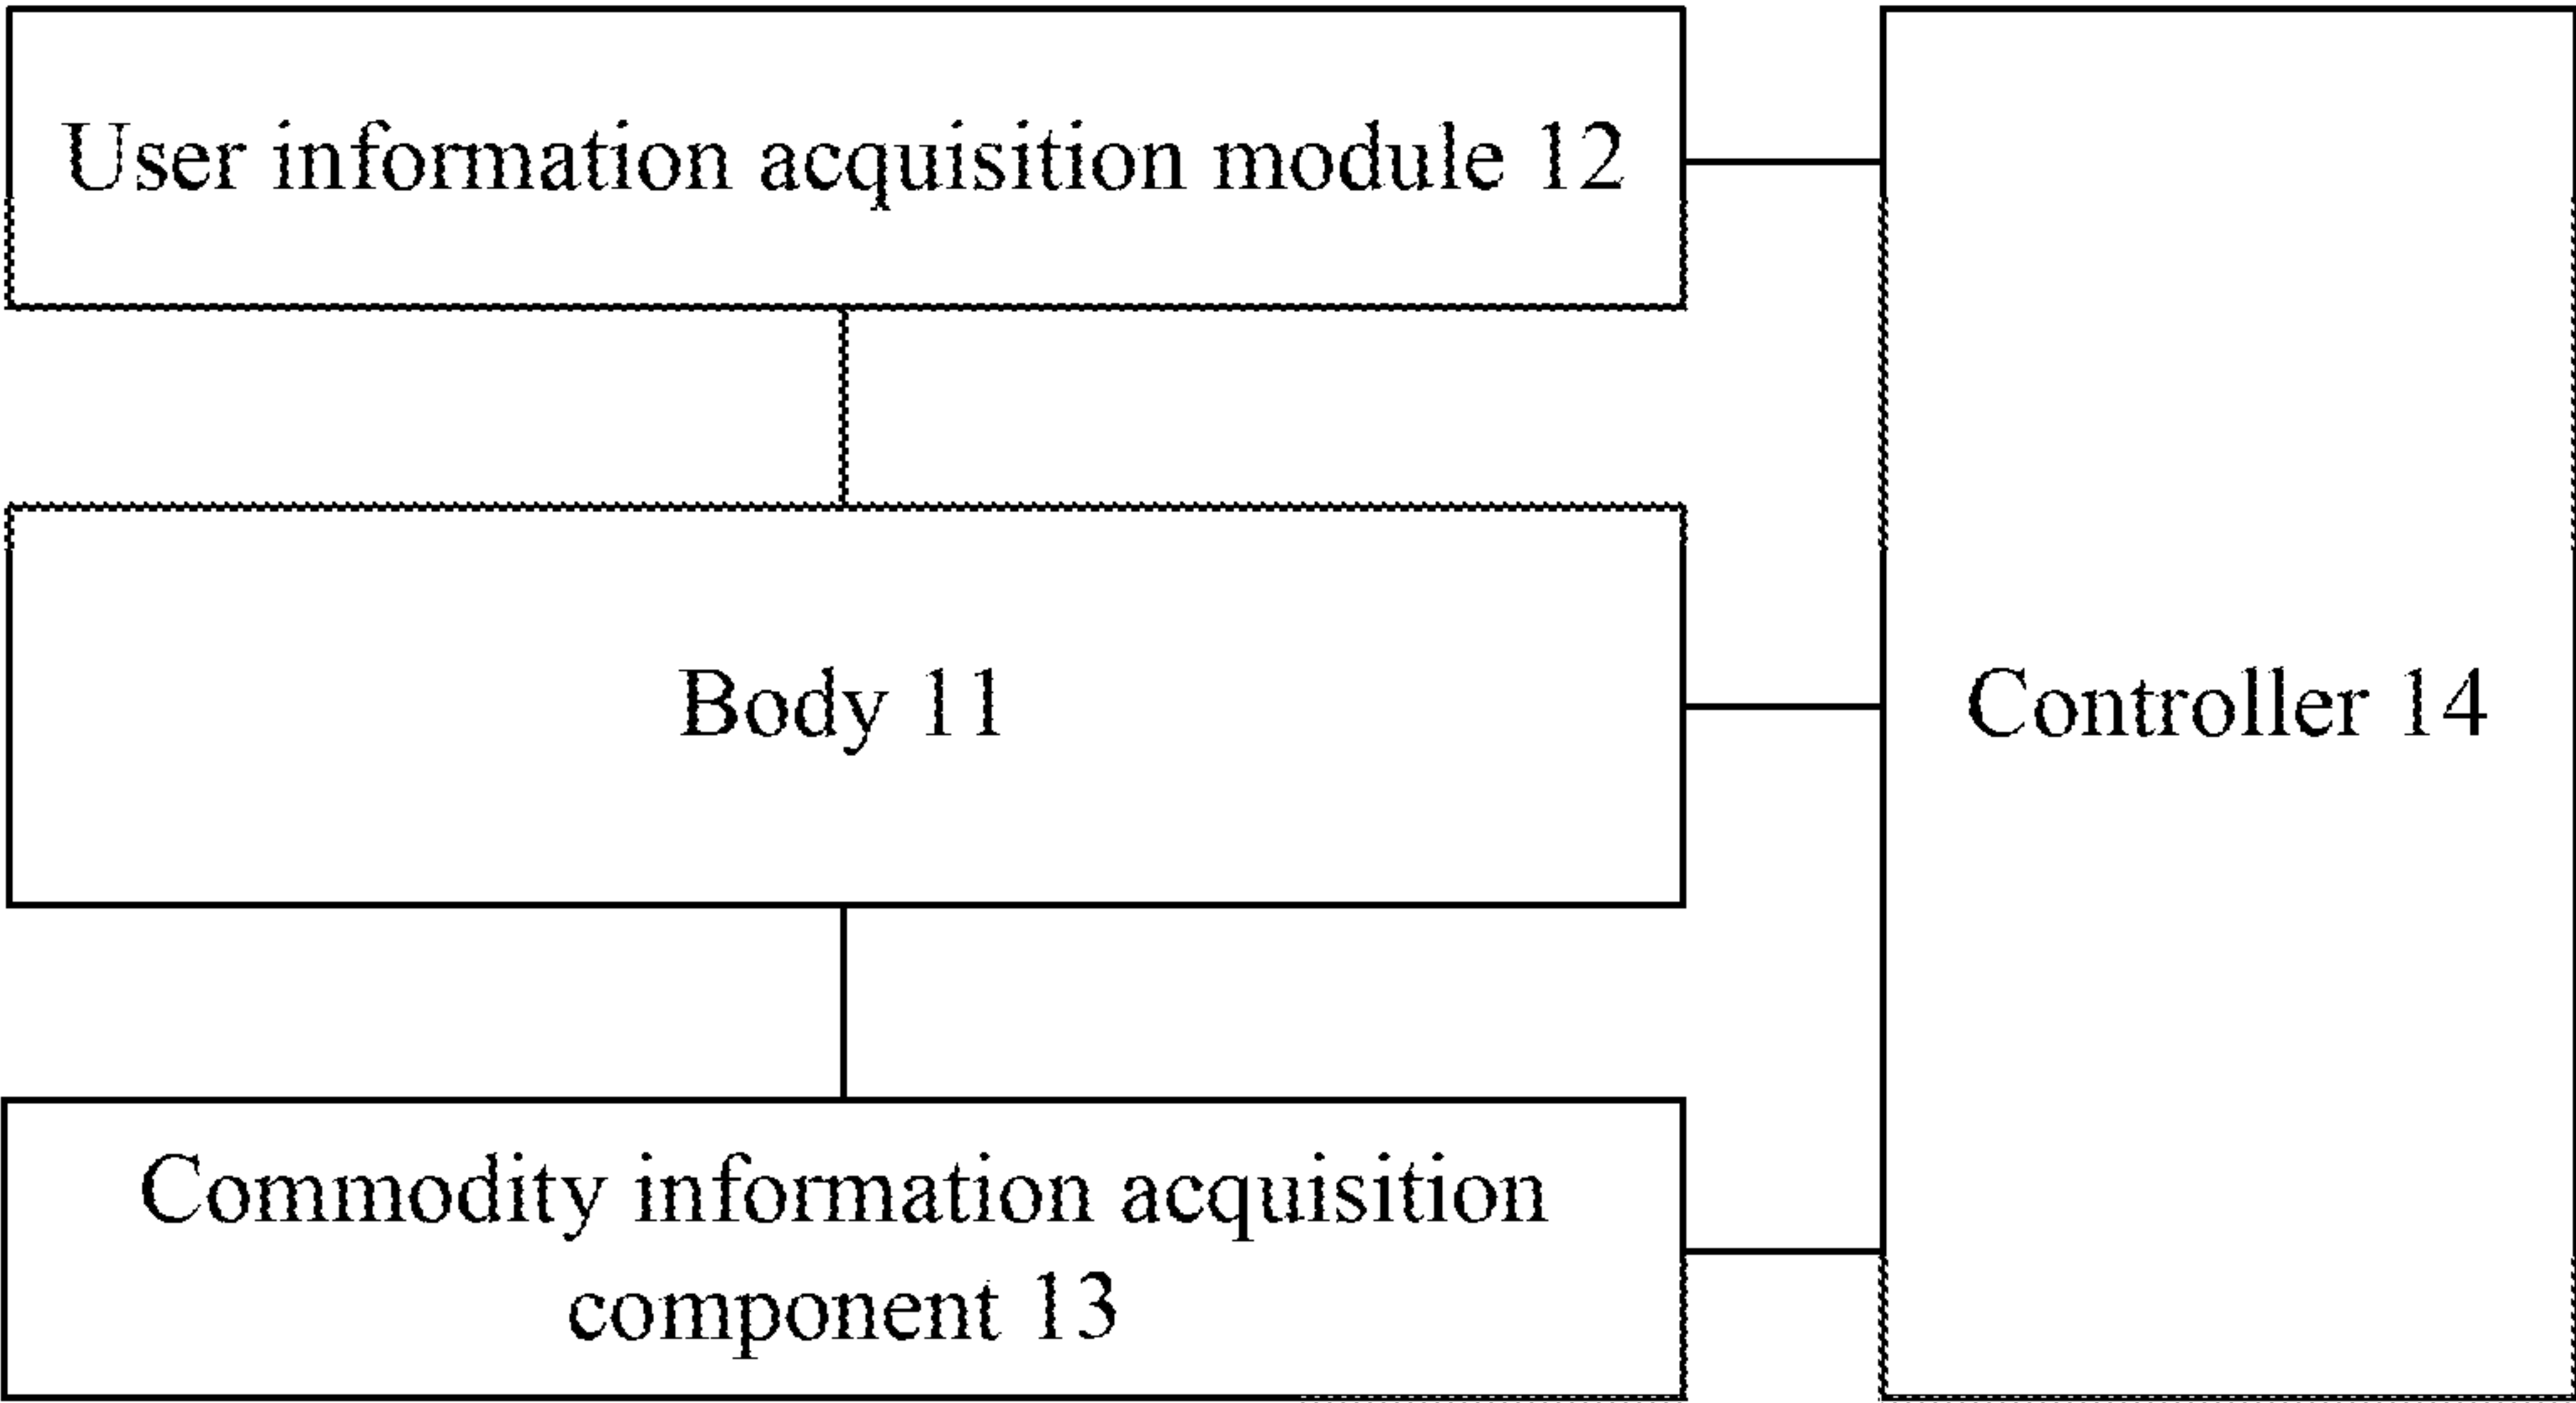 User information acquisition module 12
Body 11
Controller 14
Commodity information acquisition
component 13